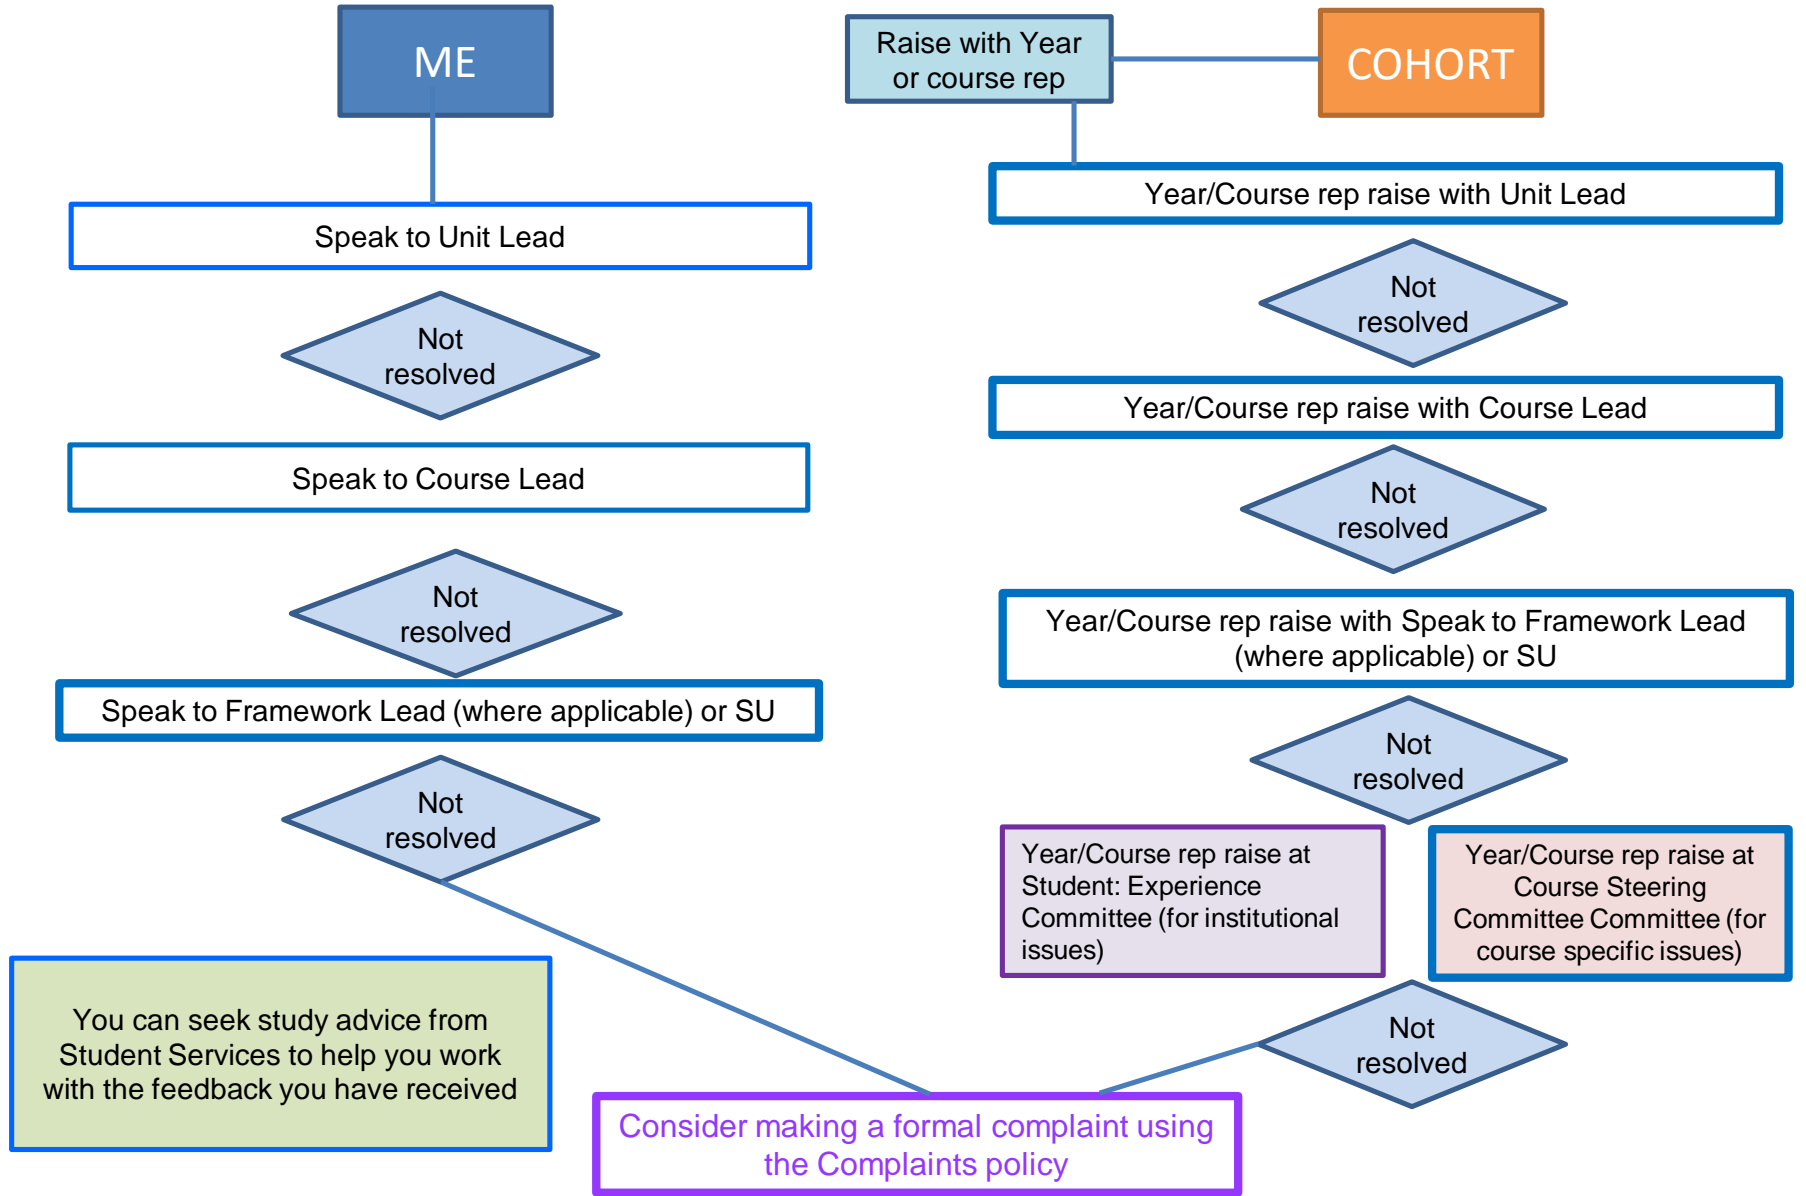 ME
Speak to Unit Lead
Not
resolved
Speak to Course Lead
Not
resolved
Speak to Framework Lead (where applicable) or SU
Not
resolved
You can seek study advice from
Student Services to help you work
with the feedback you have received
Raise with Year
or course rep
COHORT
Year/Course rep raise with Unit Lead
Not
resolved
Year/Course rep raise with Course Lead
Not
resolved
Year/Course rep raise with Speak to Framework Lead
(where applicable) or SU
Not
resolved
Year/Course rep raise at
Student: Experience
Committee (for institutional
issues)
Year/Course rep raise at
Course Steering
Committee Committee (for
course specific issues)
Not
resolved
Consider making a formal complaint using
the Complaints policy